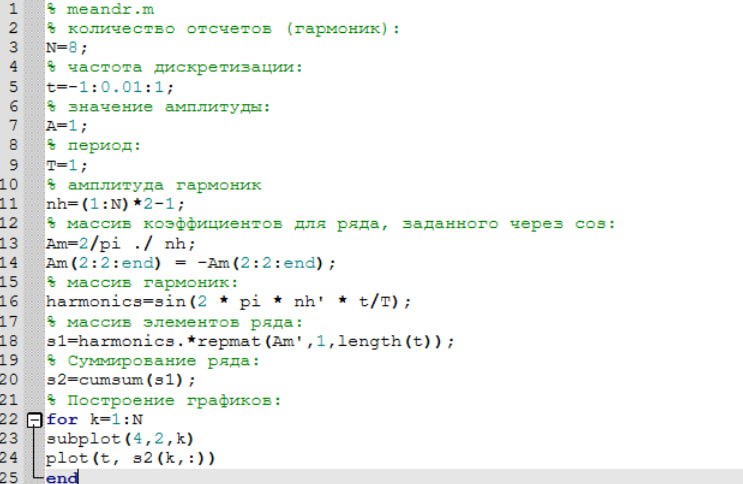 1 % meandr.m
2 % количество отсчетов (гармоник):
3 N=8;
4 % частота дискретизации:
5 t=-1:0.01:1;
6 % значение амплитуды:
7 A=1;
8 % период:
9 T=1;
10 % амплитуда гармоник
11 nh=(1:N)*2-1;
12 % массив коэффициентов для ряда, заданного через cos:
13 Am=2/pi ./ nh;
14 Am(2:2:end) = -Am(2:2:end);
15 % массив гармоник:
16 harmonics=sin(2 * pi * nh' * t/T);
17 % массив элементов ряда:
18 s1=harmonics.*repmat(Am',1,length(t));
19 % Суммирование ряда:
20 s2=cumsum(s1);
21 % Построение графиков:
22 for k=1:N
23 subplot(4,2,k)
24 plot(t, s2(k,:))
25 end